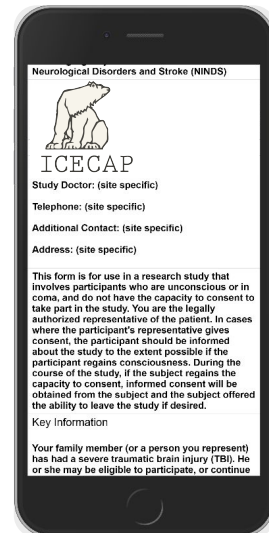 Neurological Disorders and Stroke (NINDS)
ICECAP
Study Doctor: (site specific)
Telephone: (site specific)
Additional Contact: (site specific)
Address: (site specific)
This form is for use in a research study that
involves participants who are unconscious or in
coma, and do not have the capacity to consent to
take part in the study. You are the legally
authorized representative of the patient. In cases
where the participant's representative gives
consent, the participant should be informed
about the study to the extent possible if the
participant regains consciousness. During the
course of the study, if the subject regains the
capacity to consent, informed consent will be
obtained from the subject and the subject offered
the ability to leave the study if desired.
Key Information
Your family member (or a person you represent)
has had a severe traumatic brain injury (TBI). He
or she may be eligible to participate, or continue